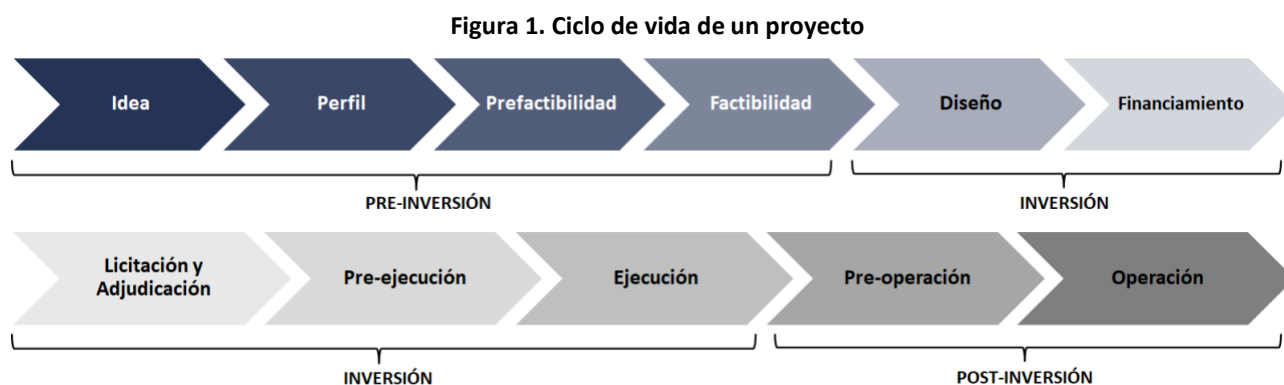 Figura 1. Ciclo de vida de un proyecto
Idea
Perfil
Prefactibilidad
Factibilidad
Diseño
Financiamiento
PRE-INVERSIÓN
INVERSIÓN
Licitación y
Adjudicación
Pre-ejecución
Ejecución
Pre-operación
Operación
INVERSIÓN
POST-INVERSIÓN